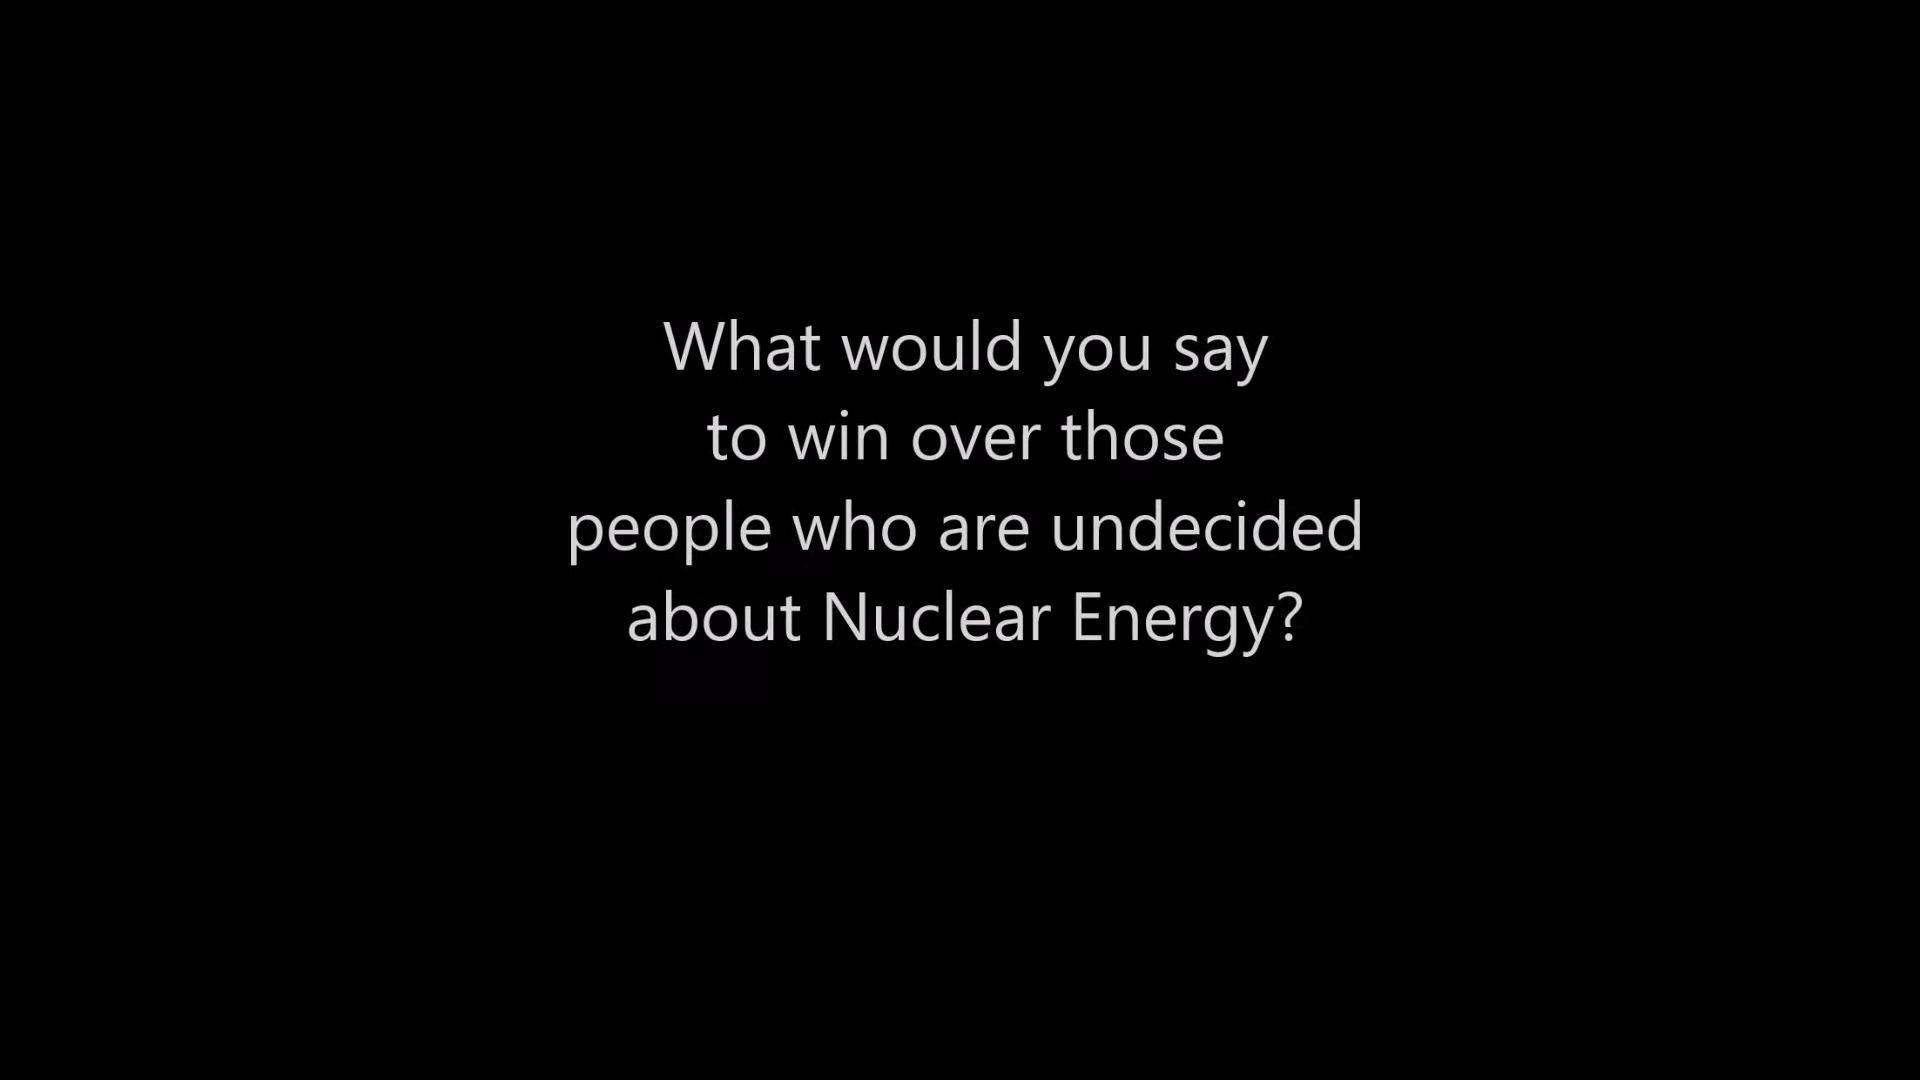 What would you say
to win over those
people who are undecided
about Nuclear Energy?